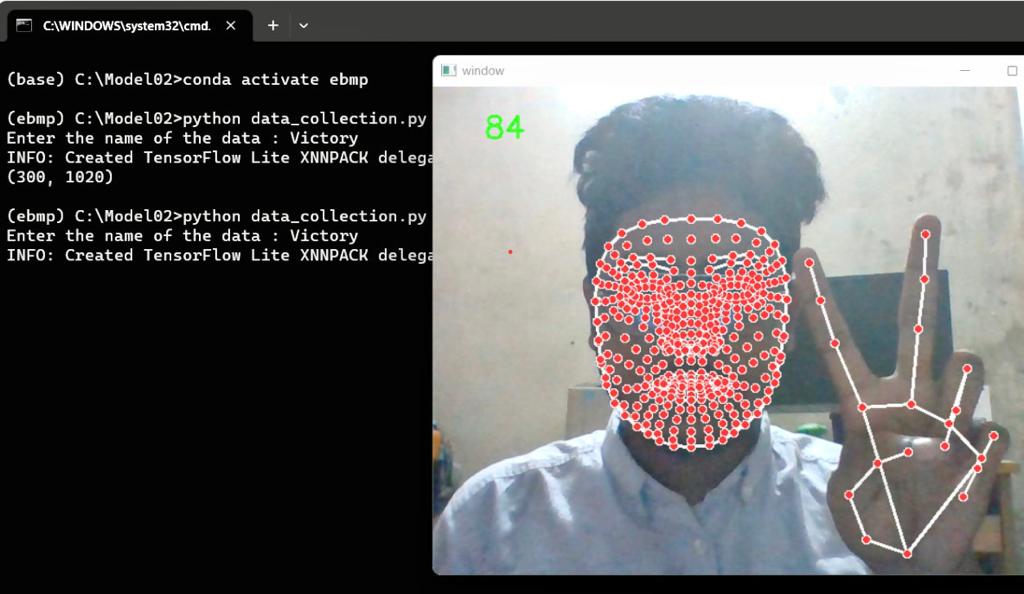 C:\WINDOWS\system32\cmd.
(base) C:\Model02>conda activate ebmp
(ebmp) C:\Model02>python data_collection.py
Enter the name of the data : Victory
INFO: Created TensorFlow Lite XNNPACK delega
(300, 1020)
(ebmp) C:\Model02>python data_collection.py
Enter the name of the data : Victory
INFO: Created TensorFlow Lite XNNPACK delega
window
84